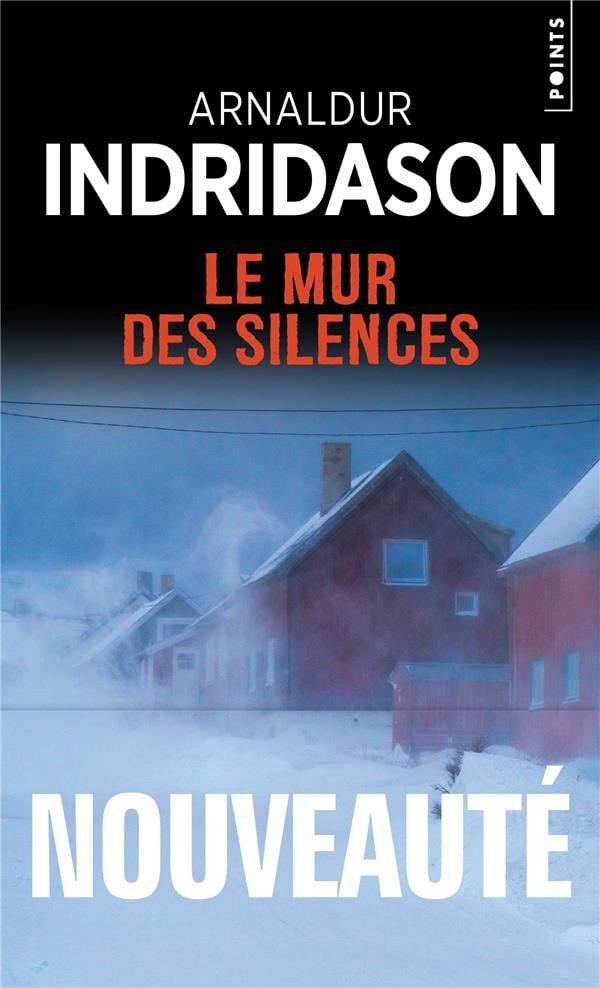 POINTS
ARNALDUR
INDRIDASON
LE MUR
DES SILENCES
NOUVEAUTÉ